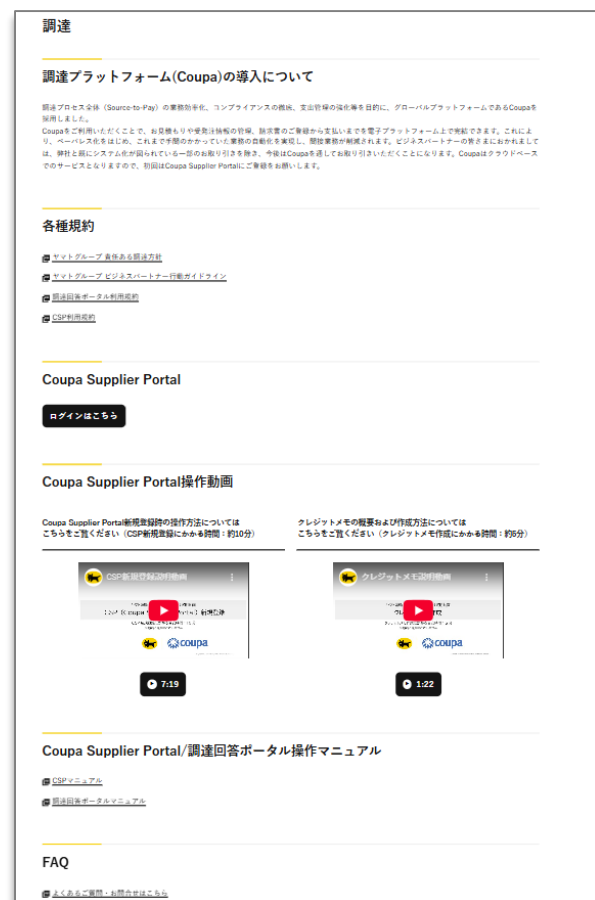 調達
調達プラットフォーム(Coupa)の導入について
調達プロセス全体（Source-to-Pay）の業務効率化、コンプライアンスの徹底、支出管理の強化等を目的に、グローバルプラットフォームであるCoupaを
採用しました。
Coupaをご利用いただくことで、お見積もりや受発注情報の管理、請求書のご登録から支払いまでを電子プラットフォーム上で完結できます。これによ
り、ペーパレス化をはじめ、これまで手間のかかっていた業務の自動化を実現し、間接業務が削減されます。ビジネスパートナーの皆さまにおかれまして
は、弊社と既にシステム化が図られている一部のお取り引きを除き、今後はCoupaを通してお取り引きいただくことになります。Coupaはクラウドベース
でのサービスとなりますので、初回はCoupa Supplier Portalにご登録をお願いします。
各種規約
ヤマトグループ 責任ある調達方針
ヤマトグループ ビジネスパートナー行動ガイドライン
調達回答ポータル利用規約
CSP利用規約
Coupa Supplier Portal
ログインはこちら
Coupa Supplier Portal操作動画
Coupa Supplier Portal新規登録時の操作方法については
こちらをご覧ください（CSP新規登録にかかる時間：約10分）
クレジットメモの概要および作成方法については
こちらをご覧ください（クレジットメモ作成にかかる時間：約6分）
CSP新規登録説明動画
coupa
7:19
クレジットメモ説明動画
coupa
1:22
Coupa Supplier Portal/調達回答ポータル操作マニュアル
CSPマニュアル
調達回答ポータルマニュアル
FAQ
よくあるご質問・お問合せはこちら